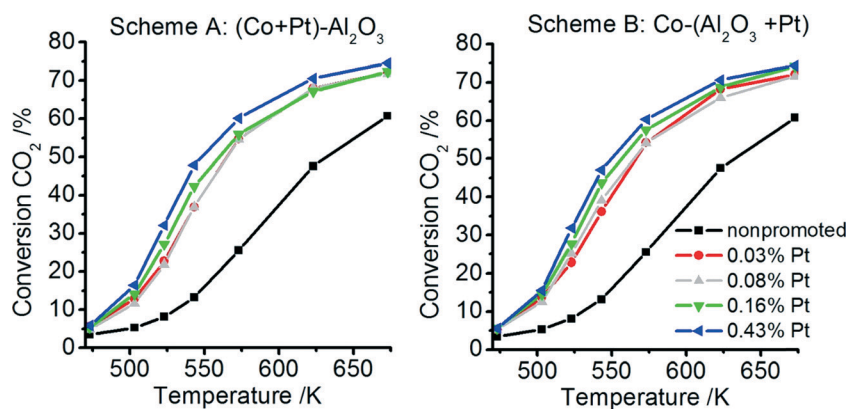 Scheme A: (Co+Pt)-Al₂O₃
Conversion CO₂ /%
80
70
60
50
40
30
20
10
0
500
550
600
650
Temperature /K
Scheme B: Co-(Al₂O₃ +Pt)
Conversion CO₂ /%
80
70
60
50
40
30
20
10
0
nonpromoted
0.03% Pt
0.08% Pt
0.16% Pt
0.43% Pt
500
550
600
650
Temperature /K